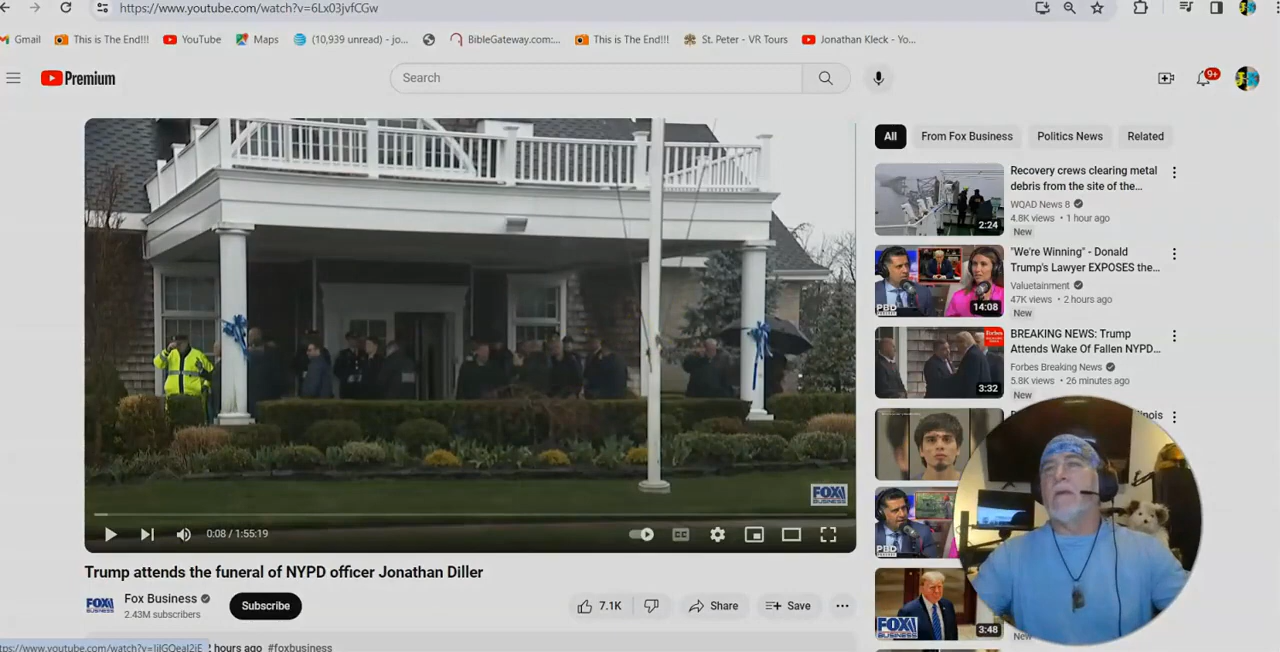 https://www.youtube.com/watch?v=6Lx03jvfCGw
Gmail
This is The End!!!
YouTube
Maps
(10,939 unread) - jo...
BibleGateway.com:...
This is The End!!!
St. Peter - VR Tours
Jonathan Kleck - Yo...
Premium
Search
9+
All
From Fox Business
Politics News
Related
Recovery crews clearing metal
debris from the site of the...
WQAD News 8
4.8K views • 1 hour ago
New
2:24
"We're Winning" - Donald
Trump's Lawyer EXPOSES the...
Valuetainment
47K views • 2 hours ago
New
PBD
14:08
BREAKING NEWS: Trump
Attends Wake Of Fallen NYPD...
Forbes Breaking News
5.8K views • 26 minutes ago
New
Forbes
3:32
PBD
FOX
BUSINESS
3:48
New
FOX
BUSINESS
0:08 / 1:55:19
CC
Trump attends the funeral of NYPD officer Jonathan Diller
FOX
BUSINESS
Fox Business
2.43M subscribers
Subscribe
7.1K
Share
Save
2 hours ago #foxbusiness